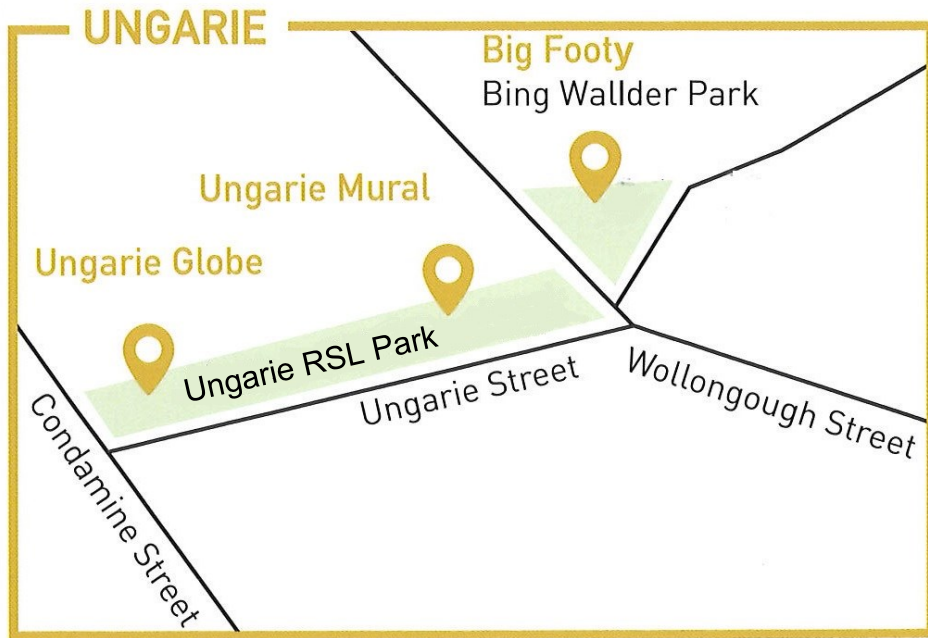 UNGARIE
Big Footy
Bing Wallder Park
Ungarie Mural
Ungarie Globe
Ungarie RSL Park
Ungarie Street
Wollongough Street
Condamine Street